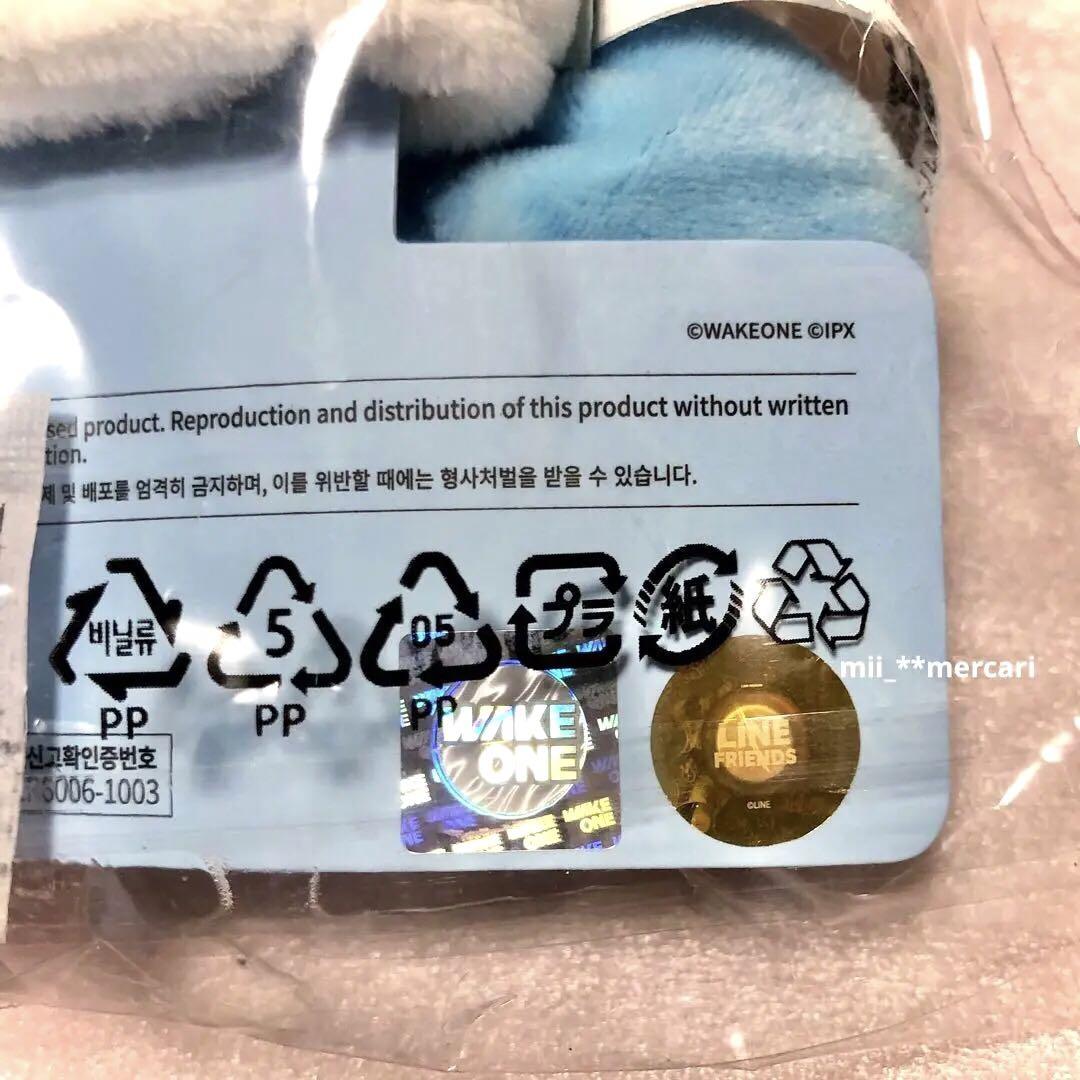 ©WAKEONE ©IPX
sed product. Reproduction and distribution of this product without written
tion.
제 및 배포를 엄격히 금지하며, 이를 위반할 때에는 형사처벌을 받을 수 있습니다.
비닐류
PP
5
PP
05
PP
プラ
紙
mii_**mercari
신고확인증번호
6006-1003
WAKE
ONE
LINE
FRIENDS
©LINE